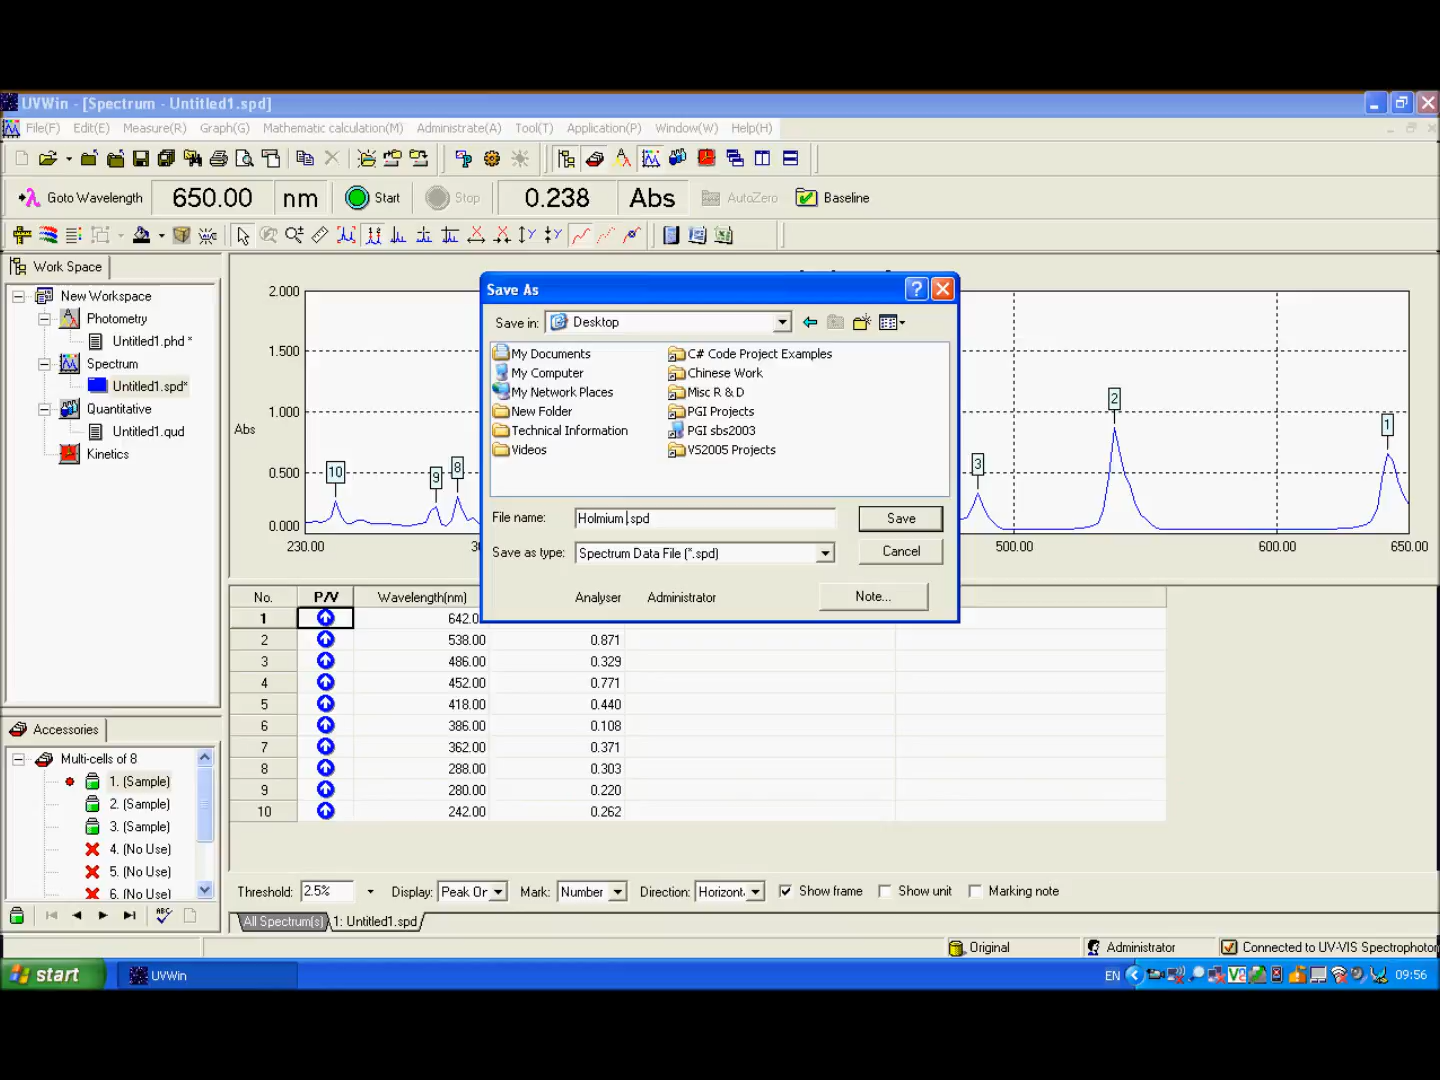 UVWin - [Spectrum - Untitled1.spd]
File(F) Edit(E) Measure(R) Graph(G) Mathematic calculation(M) Administrate(A) Tool(T) Application(P) Window(W) Help(H)
Goto Wavelength 650.00 nm Start Stop 0.238 Abs AutoZero Baseline
Work Space
New Workspace
Photometry
Untitled1.phd *
Spectrum
Untitled1.spd*
Quantitative
Untitled1.qud
Kinetics
2.000
1.500
1.000
Abs
0.500
0.000
230.00 500.00 600.00 650.00
10 9 8 3 2 1
Save As
Save in: Desktop
My Documents C# Code Project Examples
My Computer Chinese Work
My Network Places Misc R & D
New Folder PGI Projects
Technical Information PGI sbs2003
Videos VS2005 Projects
File name: Holmium .spd Save
Save as type: Spectrum Data File (*.spd) Cancel
Analyser Administrator Note...
No. P/V Wavelength(nm)
1 642.0
2 538.00 0.871
3 486.00 0.329
4 452.00 0.771
5 418.00 0.440
6 386.00 0.108
7 362.00 0.371
8 288.00 0.303
9 280.00 0.220
10 242.00 0.262
Accessories
Multi-cells of 8
1. (Sample)
2. (Sample)
3. (Sample)
4. (No Use)
5. (No Use)
6. (No Use)
ABC
Threshold: 2.5% Display: Peak Or Mark: Number Direction: Horizont Show frame Show unit Marking note
All Spectrum(s) 1: Untitled1.spd
Original Administrator Connected to UV-VIS Spectrophoton
start UVWin EN 09:56